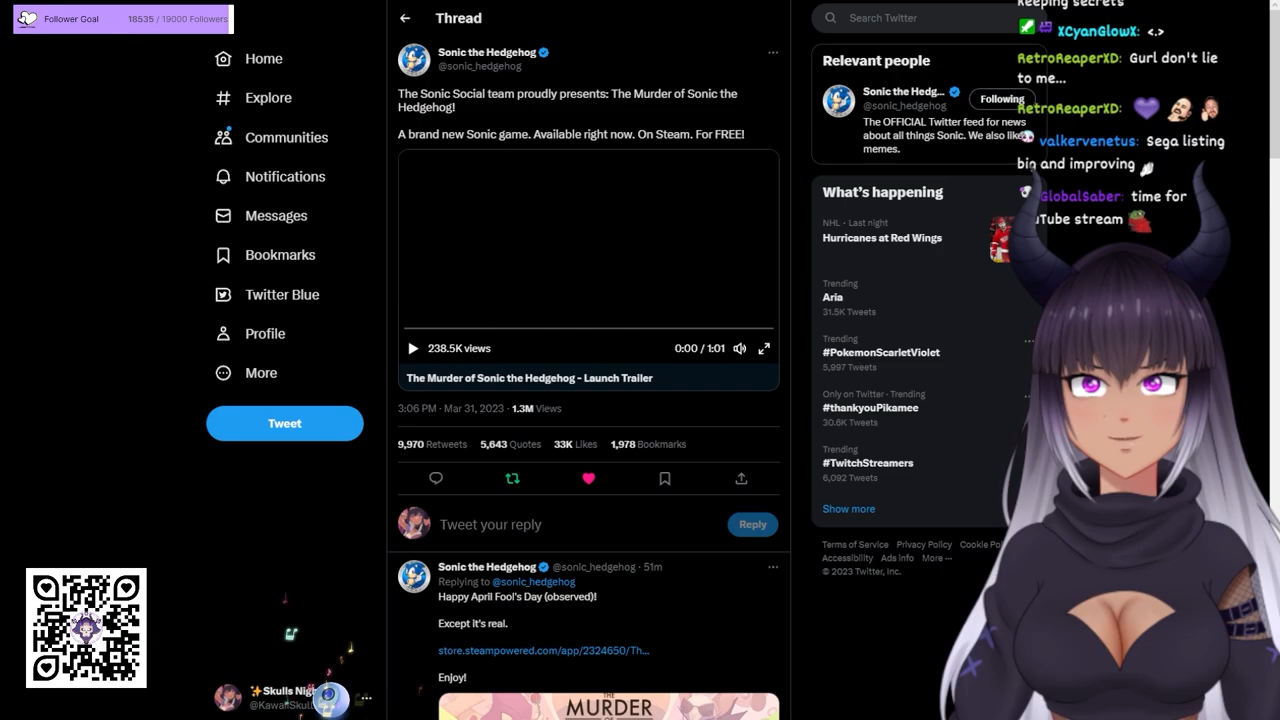 Follower Goal
18535 / 19000 Followers
Home
Explore
Communities
Notifications
Messages
Bookmarks
Twitter Blue
Profile
More
Tweet
✨Skulls
Thread
Sonic the Hedgehog
@sonic_hedgehog
The Sonic Social team proudly presents: The Murder of Sonic the
Hedgehog!
A brand new Sonic game. Available right now. On Steam. For FREE!
238.5K views
0:00 / 1:01
The Murder of Sonic the Hedgehog - Launch Trailer
3:06 PM · Mar 31, 2023 · 1.3M Views
9,970 Retweets 5,643 Quotes 33K Likes 1,978 Bookmarks
Tweet your reply
Reply
Sonic the Hedgehog @sonic_hedgehog · 51m
Replying to @sonic_hedgehog
Happy April Fool's Day (observed)!
Except it's real.
store.steampowered.com/app/2324650/Th...
Enjoy!
THE
MURDER
Search Twitter
Relevant people
Sonic the Hedg...
@sonic_hedgehog
Following
The OFFICIAL Twitter feed for news
about all things Sonic. We also like
memes.
What's happening
NHL · Last night
Hurricanes at Red Wings
Trending
Aria
31.5K Tweets
Trending
#PokemonScarletViolet
5,997 Tweets
Only on Twitter · Trending
#thankyouPikamee
30.6K Tweets
Trending
#TwitchStreamers
6,092 Tweets
Show more
Terms of Service Privacy Policy Cookie
Accessibility Ads info More ···
© 2023 Twitter, Inc.
keeping secrets
XCyanGlowX: <.>
RetroReaperXD: Gurl don't lie
to me...
RetroReaperXD:
valkervenetus: Sega listing
big and improving
GlobalSaber: time for